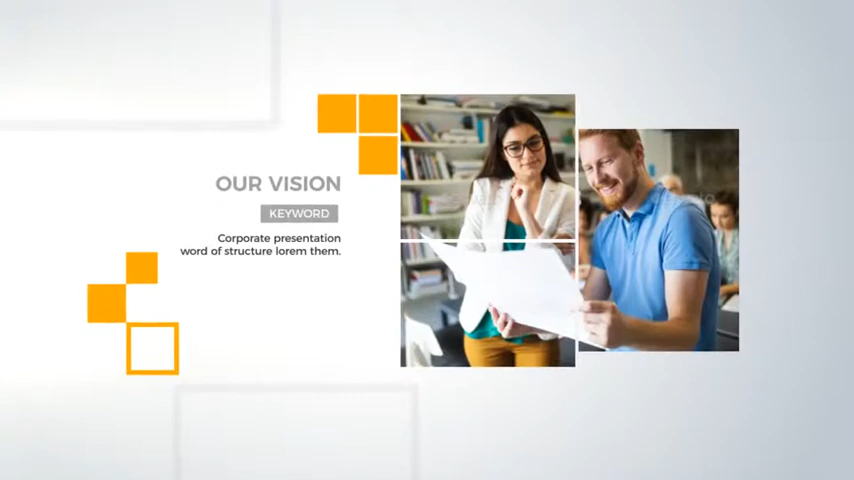 OUR VISION
KEYWORD
Corporate presentation
word of structure lorem them.